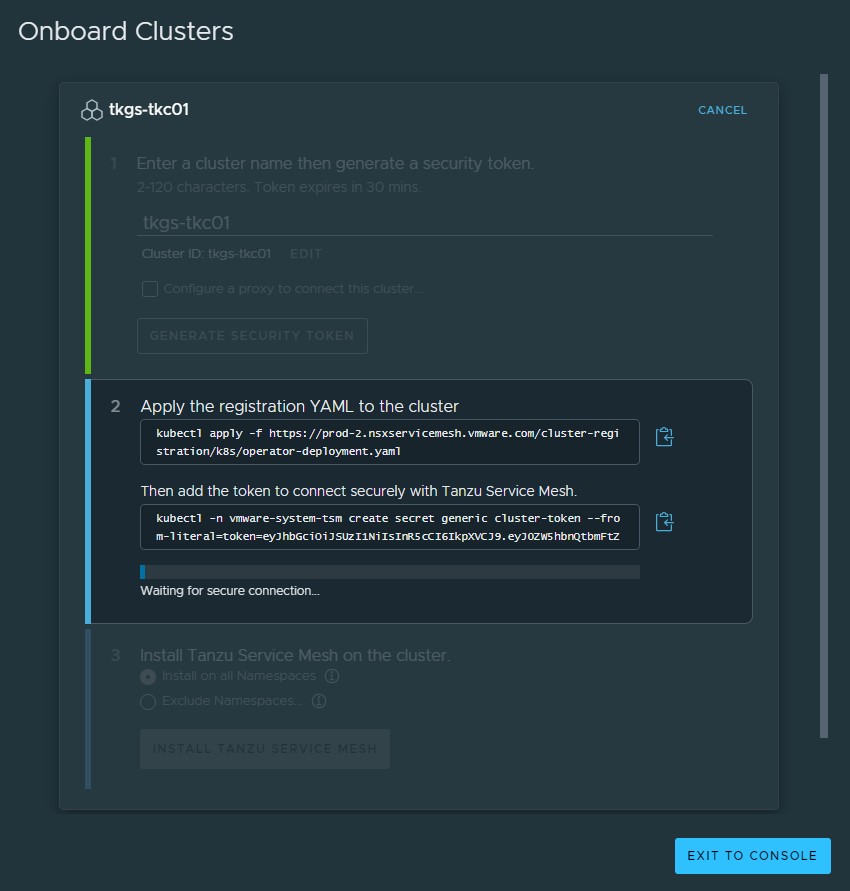 Onboard Clusters
tkgs-tkc01
CANCEL
1 Enter a cluster name then generate a security token.
2-120 characters. Token expires in 30 mins.
tkgs-tkc01
Cluster ID: tkgs-tkc01 EDIT
Configure a proxy to connect this cluster...
GENERATE SECURITY TOKEN
2 Apply the registration YAML to the cluster
kubectl apply -f https://prod-2.nsxservicemesh.vmware.com/cluster-regi
stration/k8s/operator-deployment.yaml
Then add the token to connect securely with Tanzu Service Mesh.
kubectl -n vmware-system-tsm create secret generic cluster-token --fro
m-literal=token=eyJhbGciOiJSUzI1NiIsInR5cCI6IkpXVCJ9.eyJOZW5hbnQtbmFtZ
Waiting for secure connection...
3 Install Tanzu Service Mesh on the cluster.
Install on all Namespaces
Exclude Namespaces...
INSTALL TANZU SERVICE MESH
EXIT TO CONSOLE